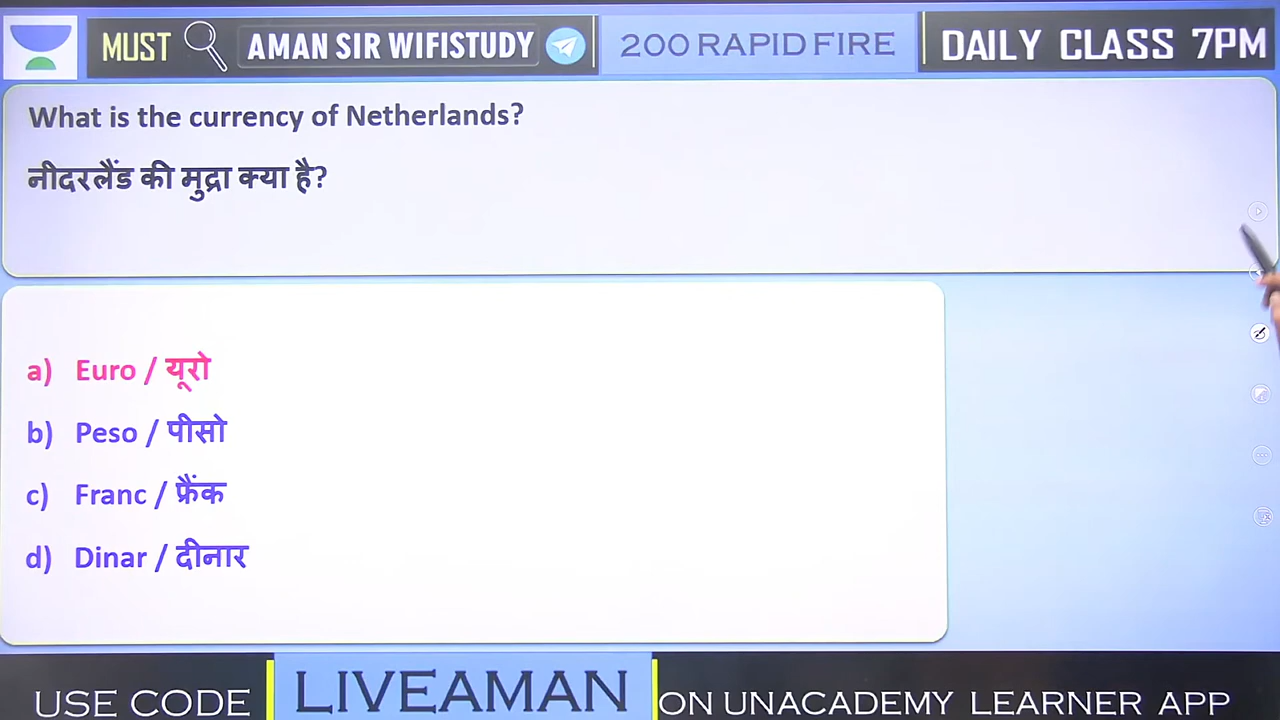 MUST AMAN SIR WIFISTUDY 200 RAPID FIRE DAILY CLASS 7PM
What is the currency of Netherlands?
नीदरलैंड की मुद्रा क्या है?
a) Euro / यूरो
b) Peso / पीसो
c) Franc / फ्रैंक
d) Dinar / दीनार
USE CODE LIVEAMAN ON UNACADEMY LEARNER APP